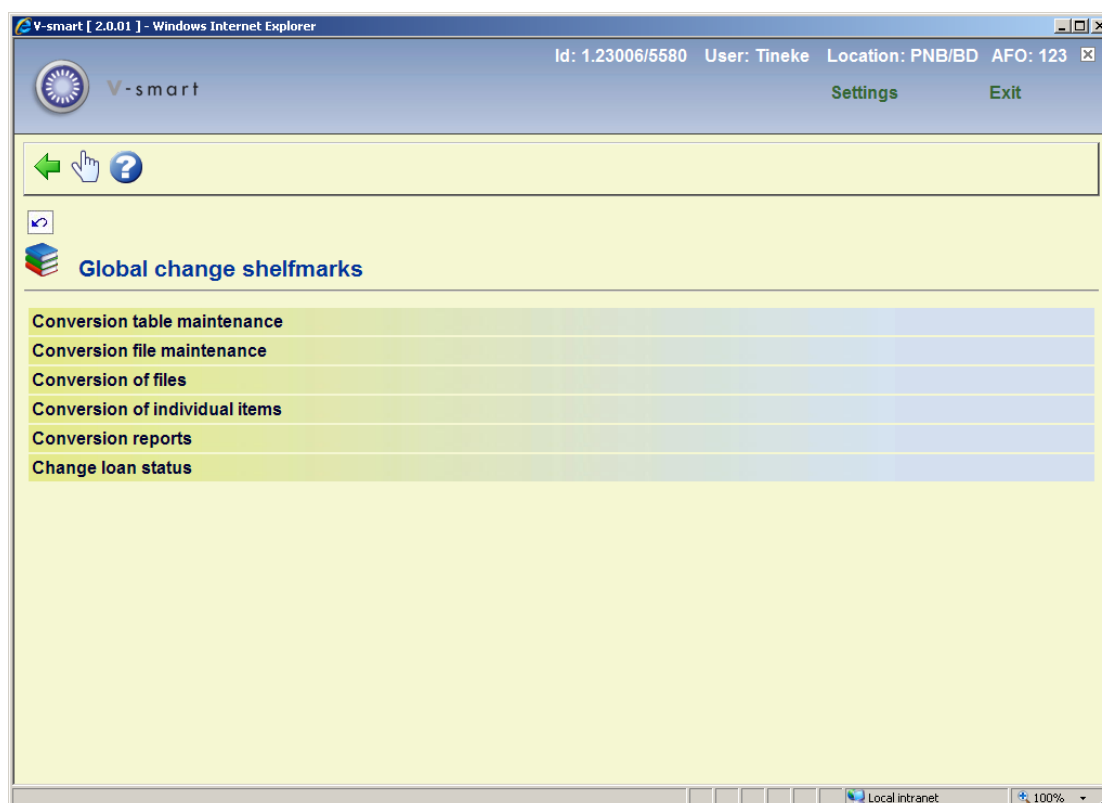 V-smart [ 2.0.01 ] - Windows Internet Explorer
Id: 1.23006/5580 User: Tineke Location: PNB/BD AFO: 123
V-smart
Settings Exit
Global change shelfmarks
Conversion table maintenance
Conversion file maintenance
Conversion of files
Conversion of individual items
Conversion reports
Change loan status
Local intranet 100%